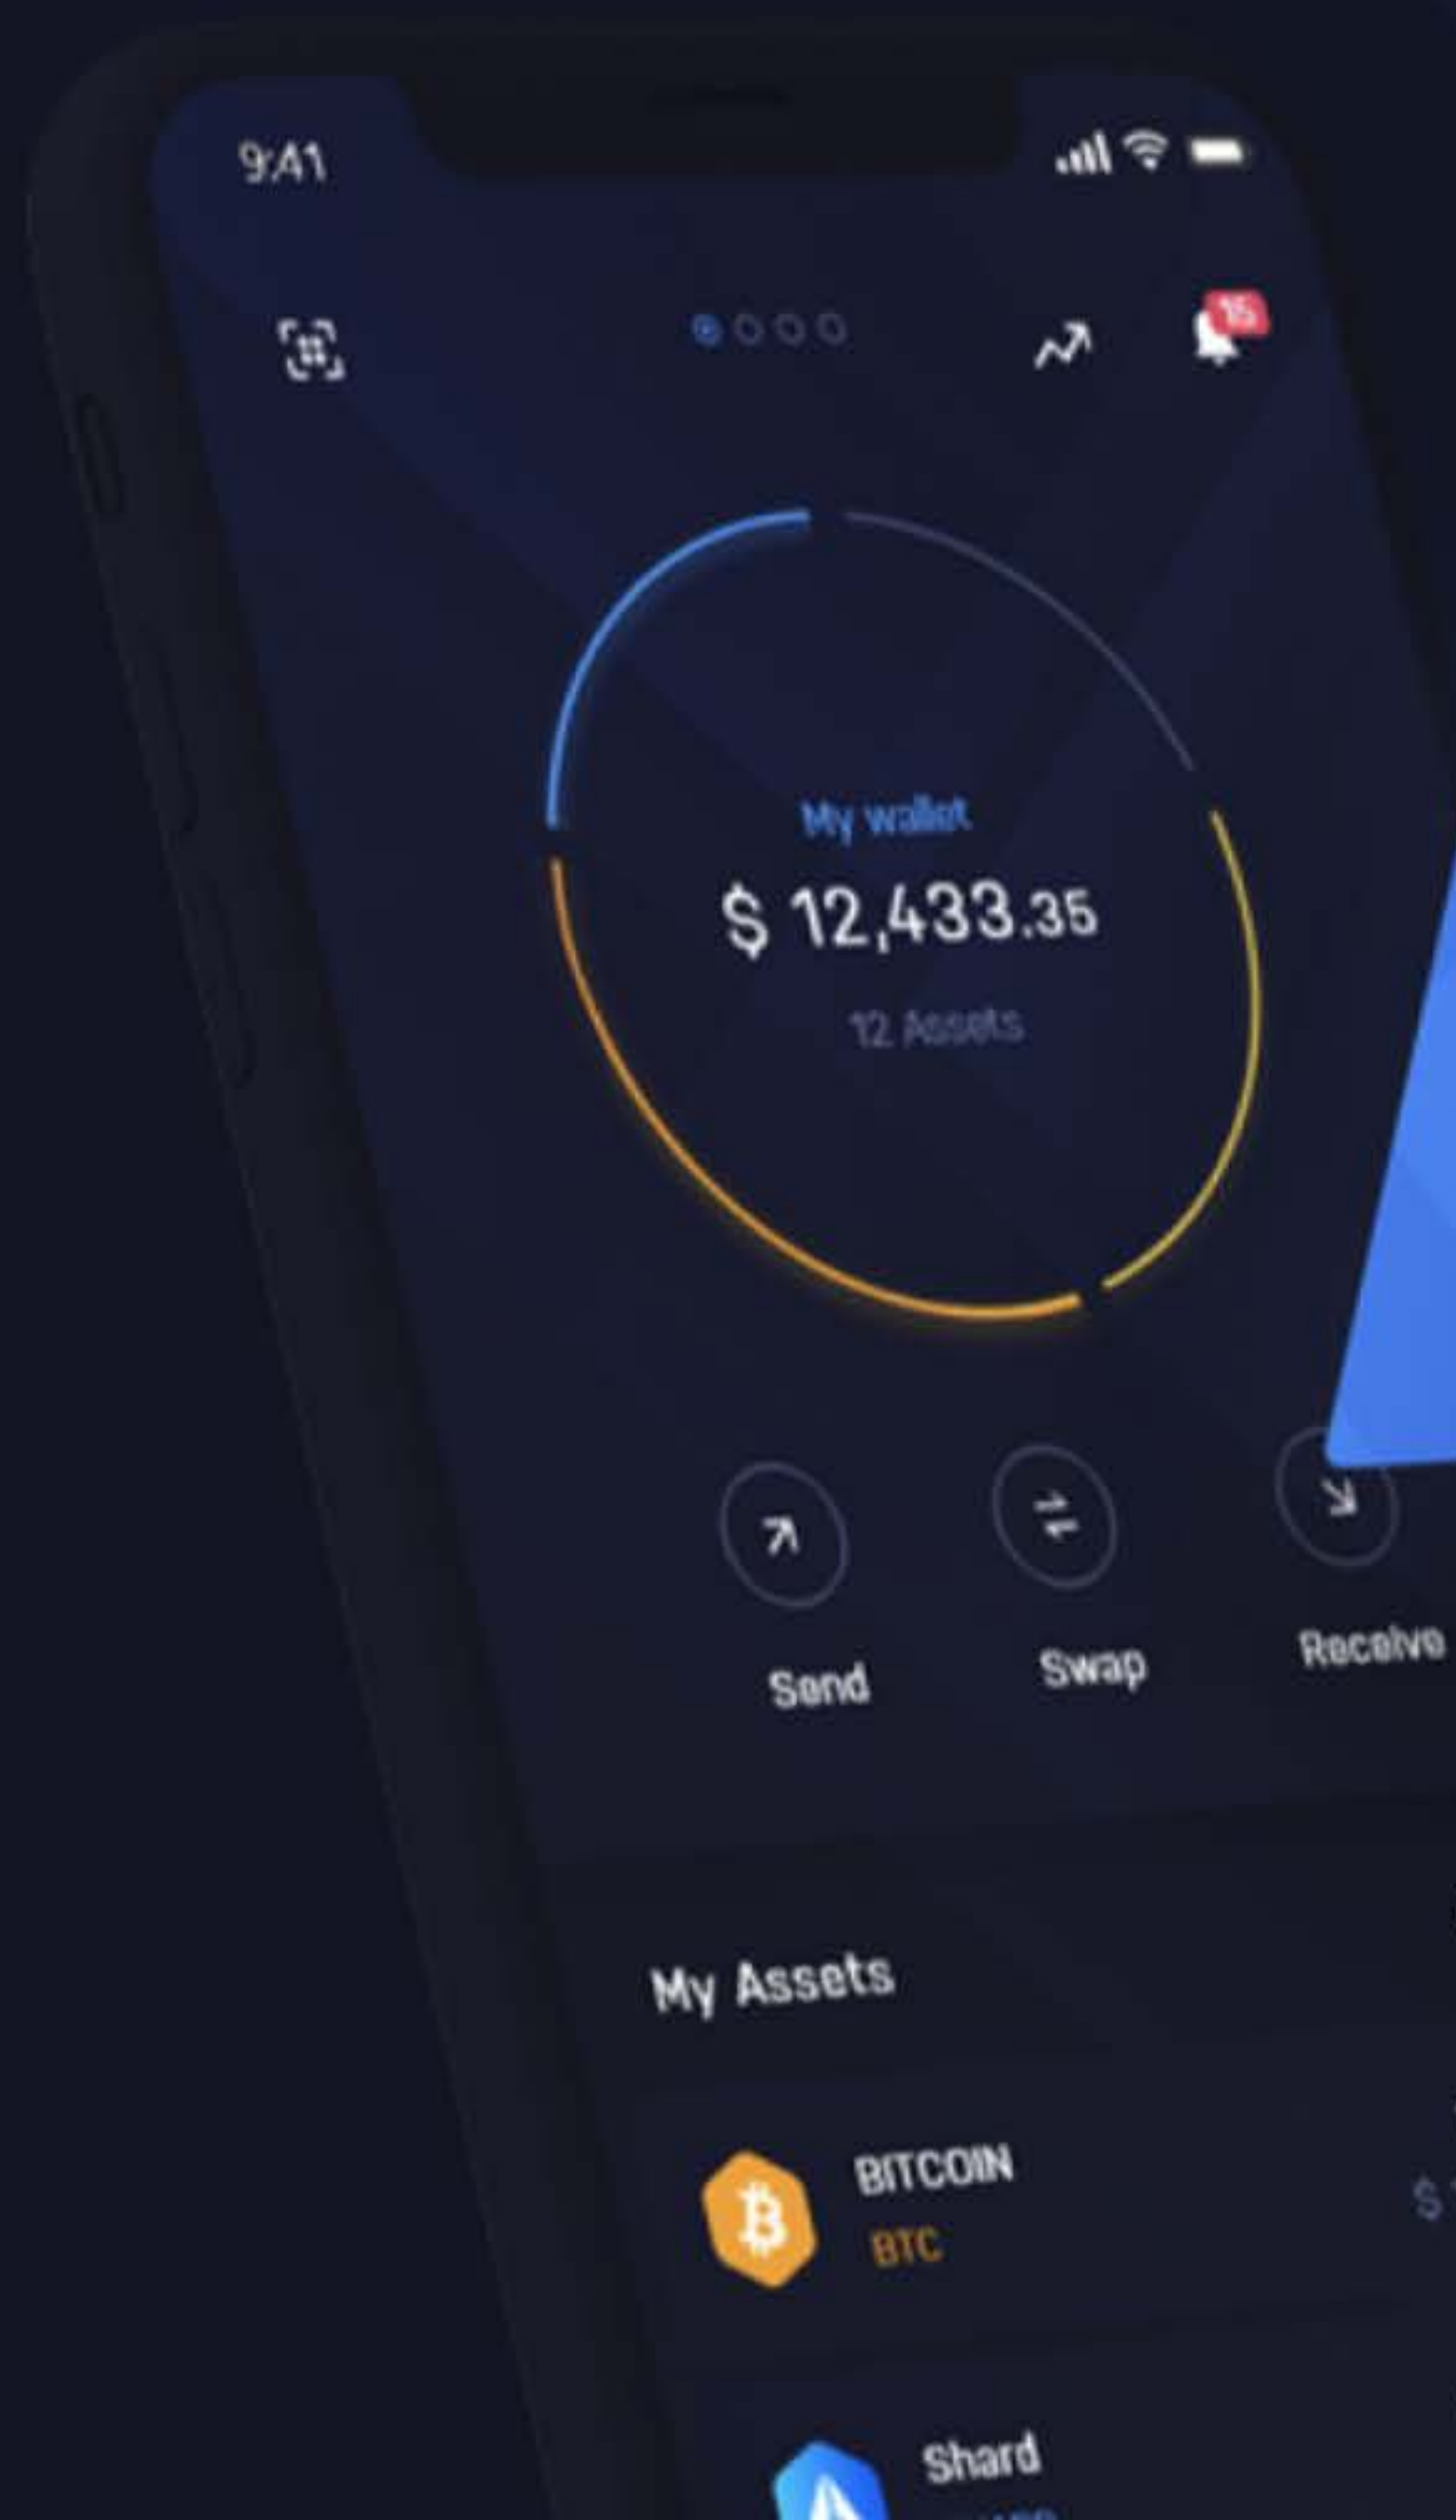 9:41
15
My wallet
$ 12,433.35
12 Assets
Send
Swap
Receive
My Assets
BITCOIN
$
BTC
Shard